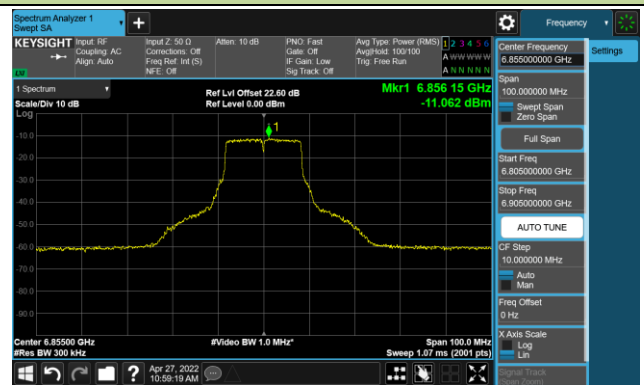 Spectrum Analyzer 1
Swept SA
+
Frequency
KEYSIGHT
Input: RF
Coupling: AC
Align: Auto
Input Z: 50 Ω
Corrections: Off
Freq Ref: Int (S)
NFE: Off
Atten: 10 dB
PNO: Fast
Gate: Off
IF Gain: Low
Sig Track: Off
Avg Type: Power (RMS)
Avg|Hold: 100/100
Trig: Free Run
1 2 3 4 5 6
A W W W W W
A N N N N N
LW
1 Spectrum
Scale/Div 10 dB
Log
Ref Lvl Offset 22.60 dB
Ref Level 0.00 dBm
Mkr1 6.856 15 GHz
-11.062 dBm
1
-10.0
-20.0
-30.0
-40.0
-50.0
-60.0
-70.0
-80.0
-90.0
Center 6.85500 GHz
#Res BW 300 kHz
#Video BW 1.0 MHz*
Span 100.0 MHz
Sweep 1.07 ms (2001 pts)
Center Frequency
6.855000000 GHz
Settings
Span
100.000000 MHz
Swept Span
Zero Span
Full Span
Start Freq
6.805000000 GHz
Stop Freq
6.905000000 GHz
AUTO TUNE
CF Step
10.000000 MHz
Auto
Man
Freq Offset
0 Hz
X Axis Scale
Log
Lin
Signal Track
(Span Zoom)
?
Apr 27, 2022
10:59:19 AM